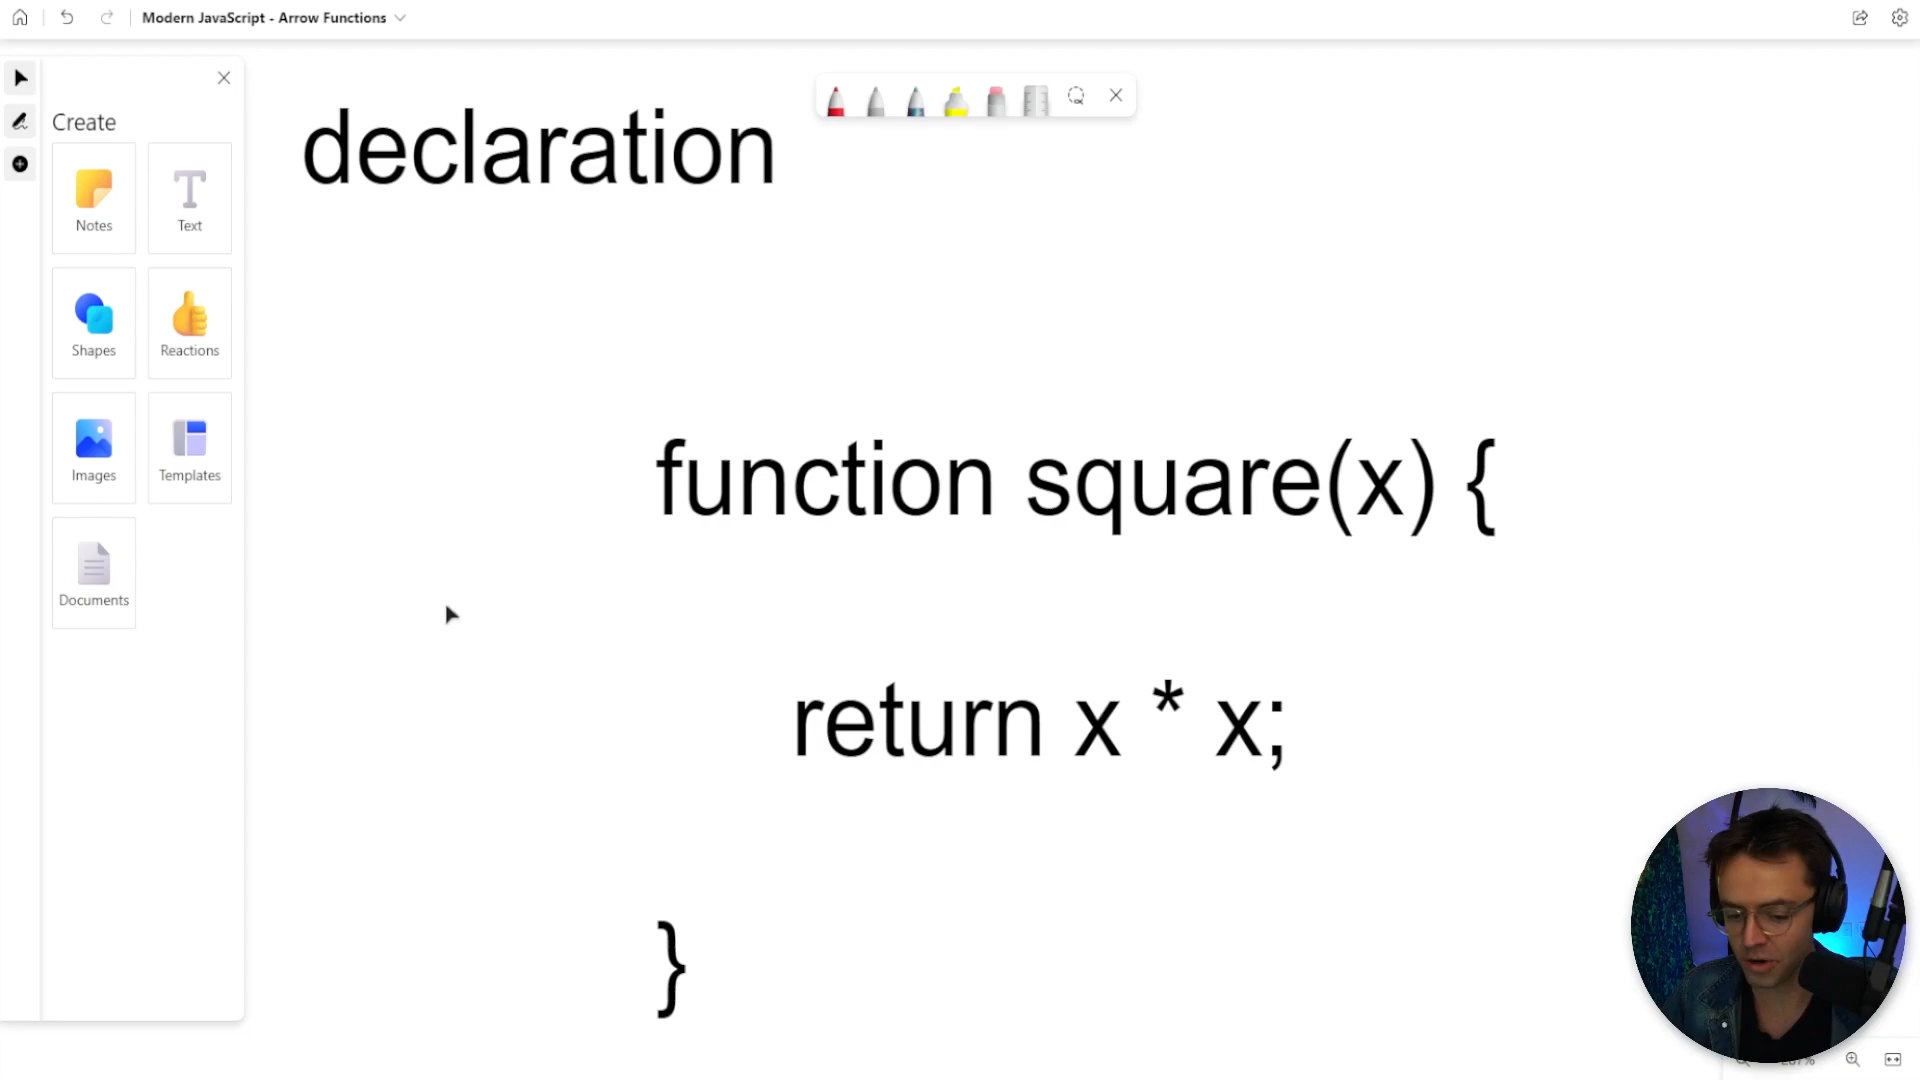 Modern JavaScript - Arrow Functions
Create
Notes
Text
Shapes
Reactions
Images
Templates
Documents
declaration
function square(x) {
return x * x;
}